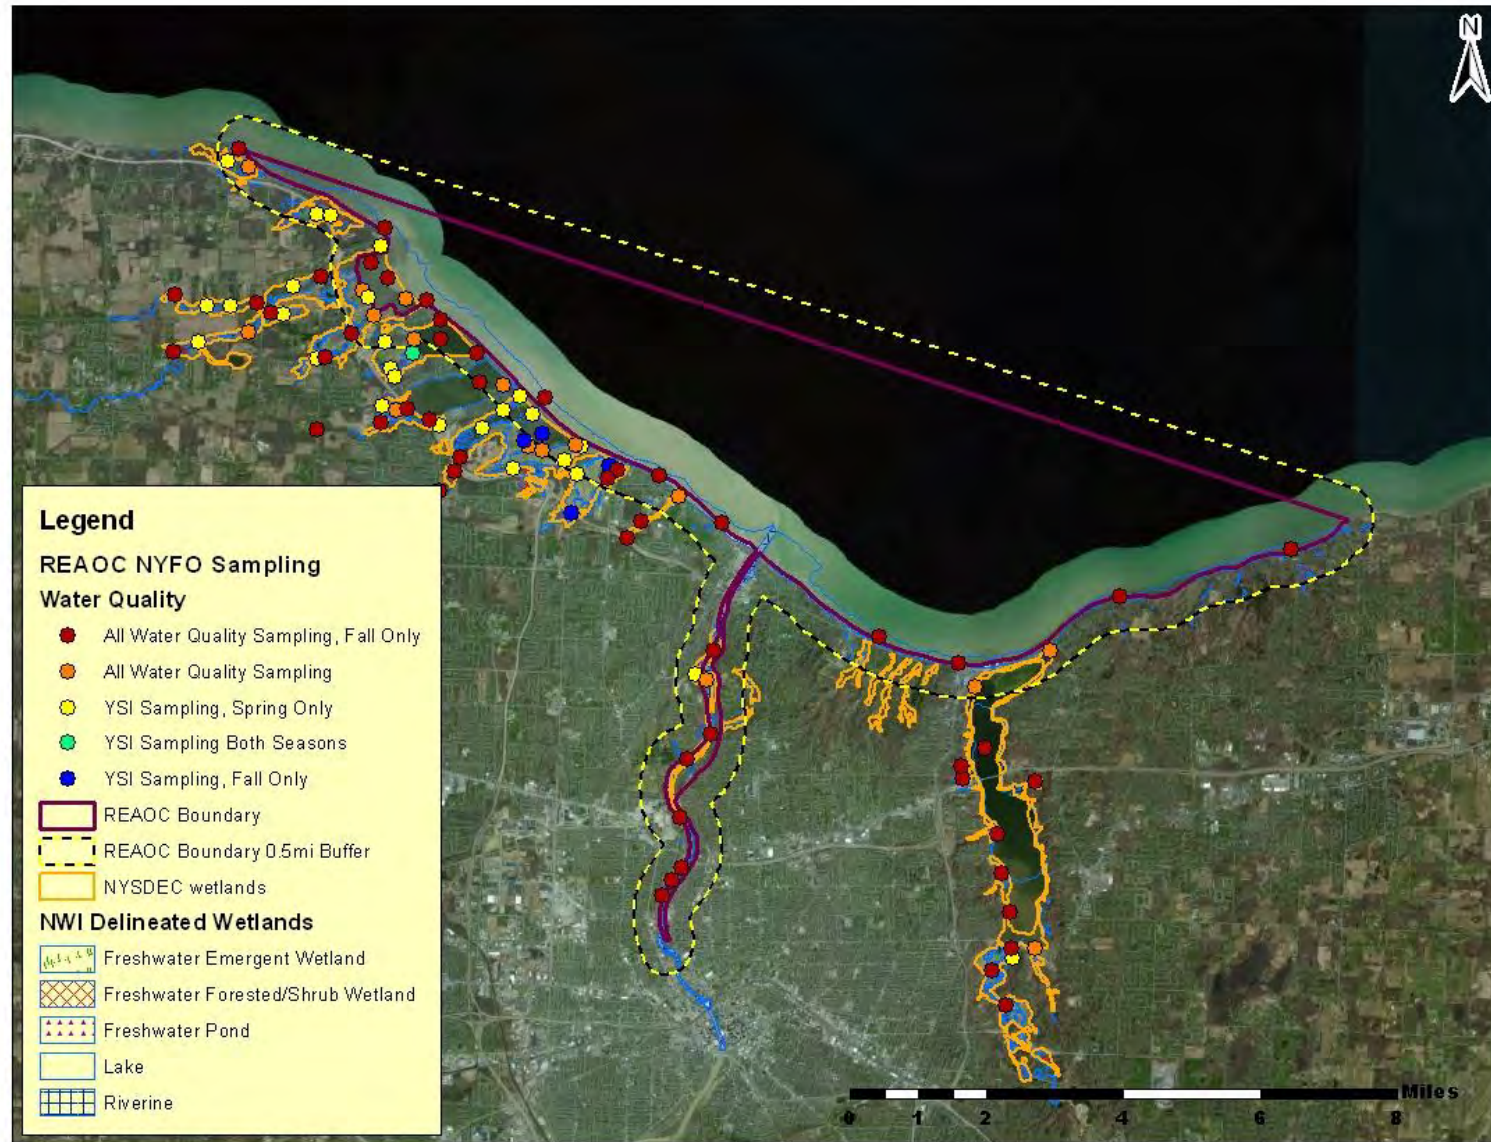 N
Legend
REAOC NYFO Sampling
Water Quality
All Water Quality Sampling, Fall Only
All Water Quality Sampling
YSI Sampling, Spring Only
YSI Sampling Both Seasons
YSI Sampling, Fall Only
REAOC Boundary
REAOC Boundary 0.5mi Buffer
NYSDEC wetlands
NWI Delineated Wetlands
Freshwater Emergent Wetland
Freshwater Forested/Shrub Wetland
Freshwater Pond
Lake
Riverine
Miles
0 1 2 4 6 8